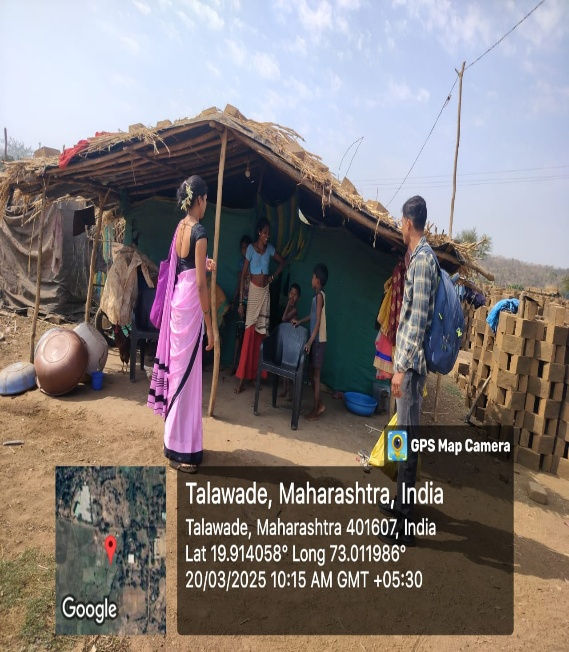 GPS Map Camera
Talawade, Maharashtra, India
Talawade, Maharashtra 401607, India
Lat 19.914058° Long 73.011986°
20/03/2025 10:15 AM GMT +05:30
Google